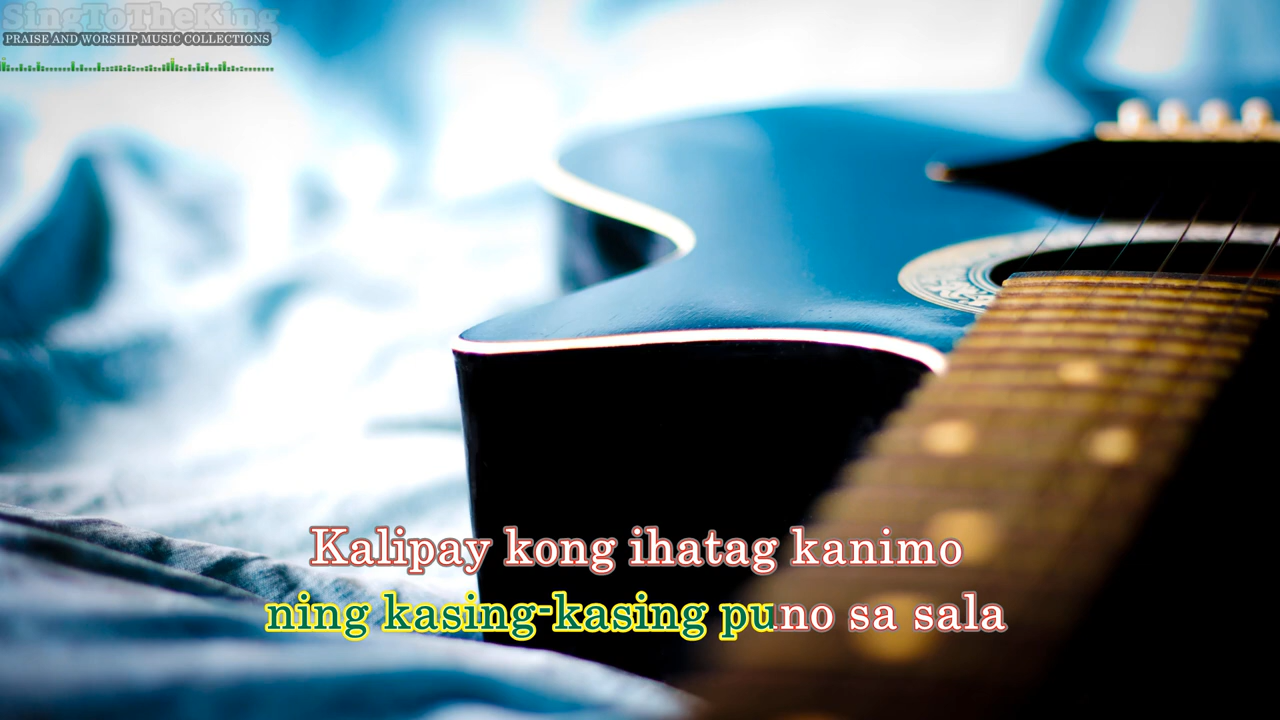 SingToTheKing
PRAISE AND WORSHIP MUSIC COLLECTIONS
Kalipay kong ihatag kanimo
ning kasing-kasing puno sa sala